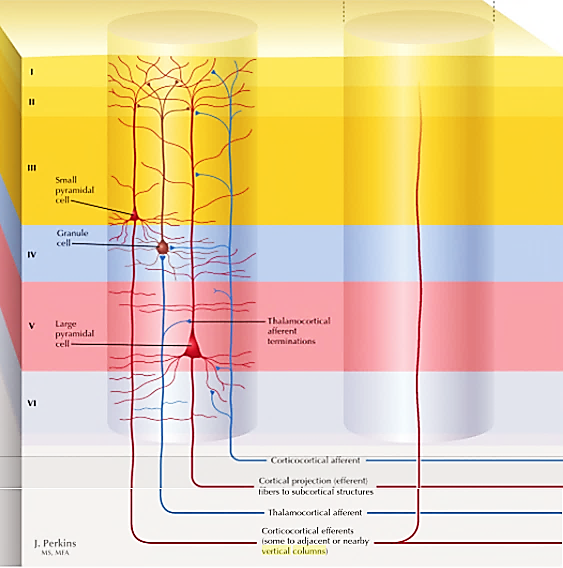 I
II
III
Small
pyramidal
cell
Granule
cell
IV
V
Large
pyramidal
cell
Thalamocortical
afferent
terminations
VI
Corticocortical afferent
Cortical projection (efferent)
fibers to subcortical structures
Thalamocortical afferent
Corticocortical efferents
(some to adjacent or nearby
vertical columns)
J. Perkins
MS, MFA